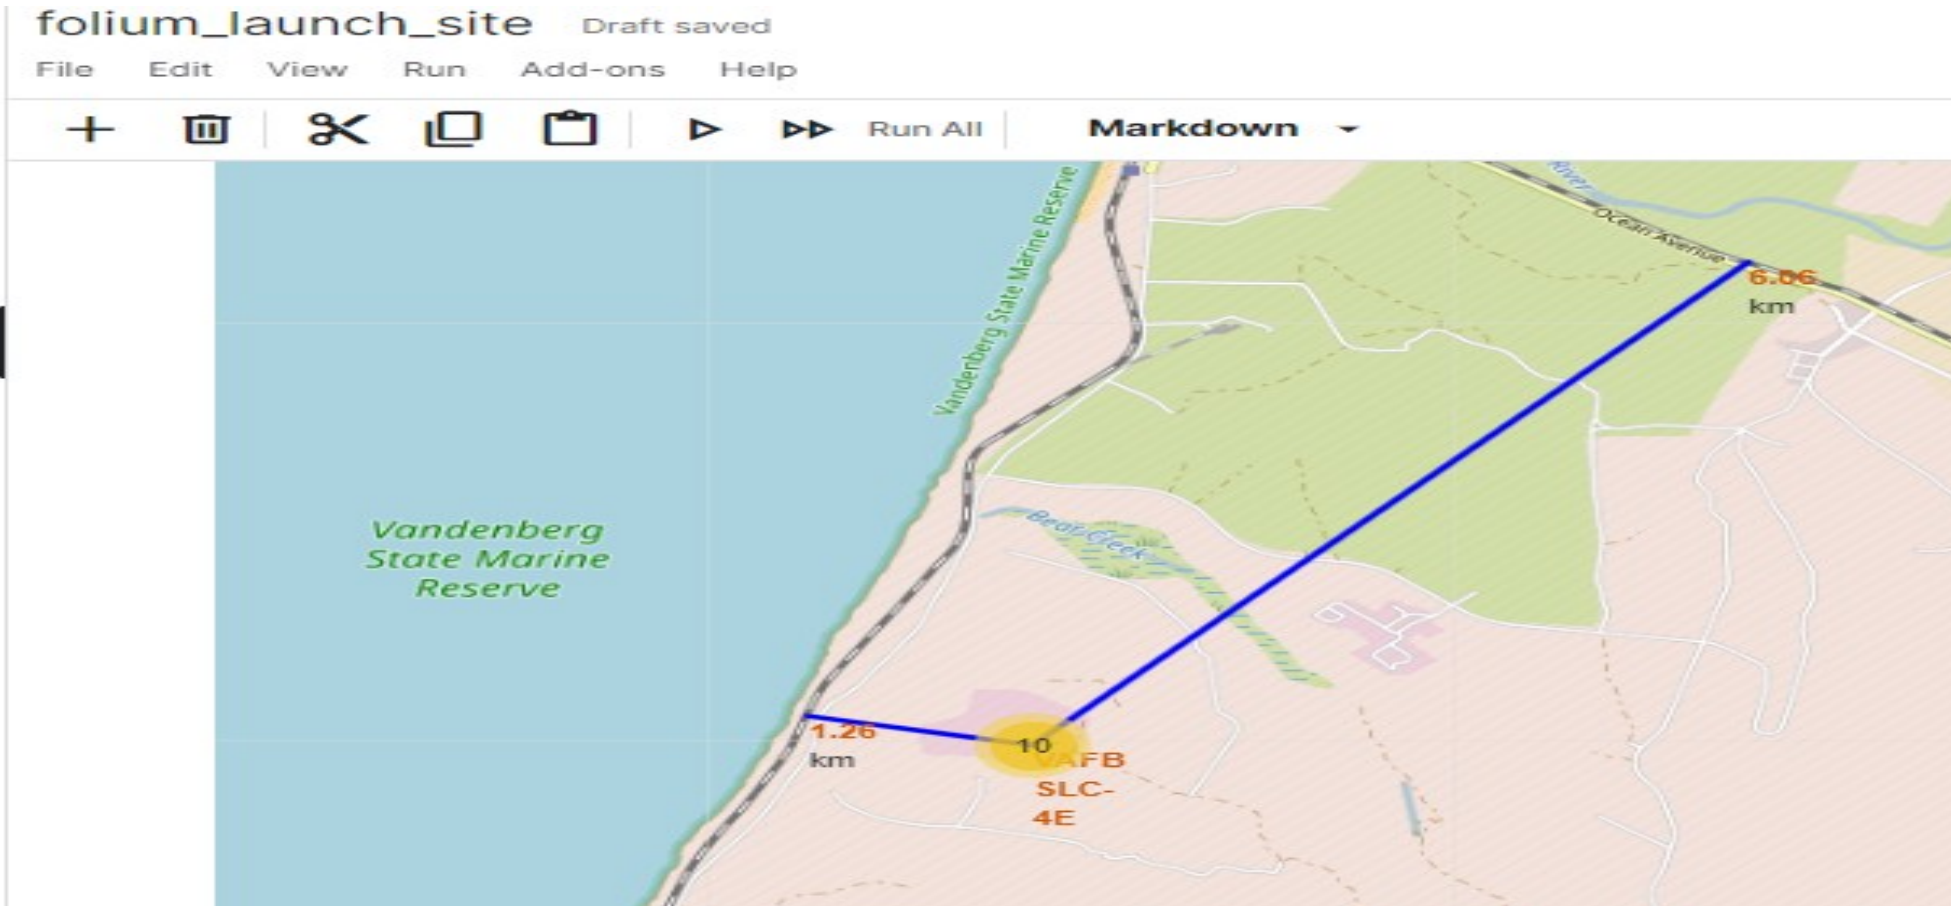 folium_launch_site Draft saved
File Edit View Run Add-ons Help
Run All Markdown
River
Ocean Avenue
Vandenberg State Marine Reserve
6.06
km
Vandenberg
State Marine
Reserve
Bear Creek
1.26
km
10
VAFB
SLC-
4E